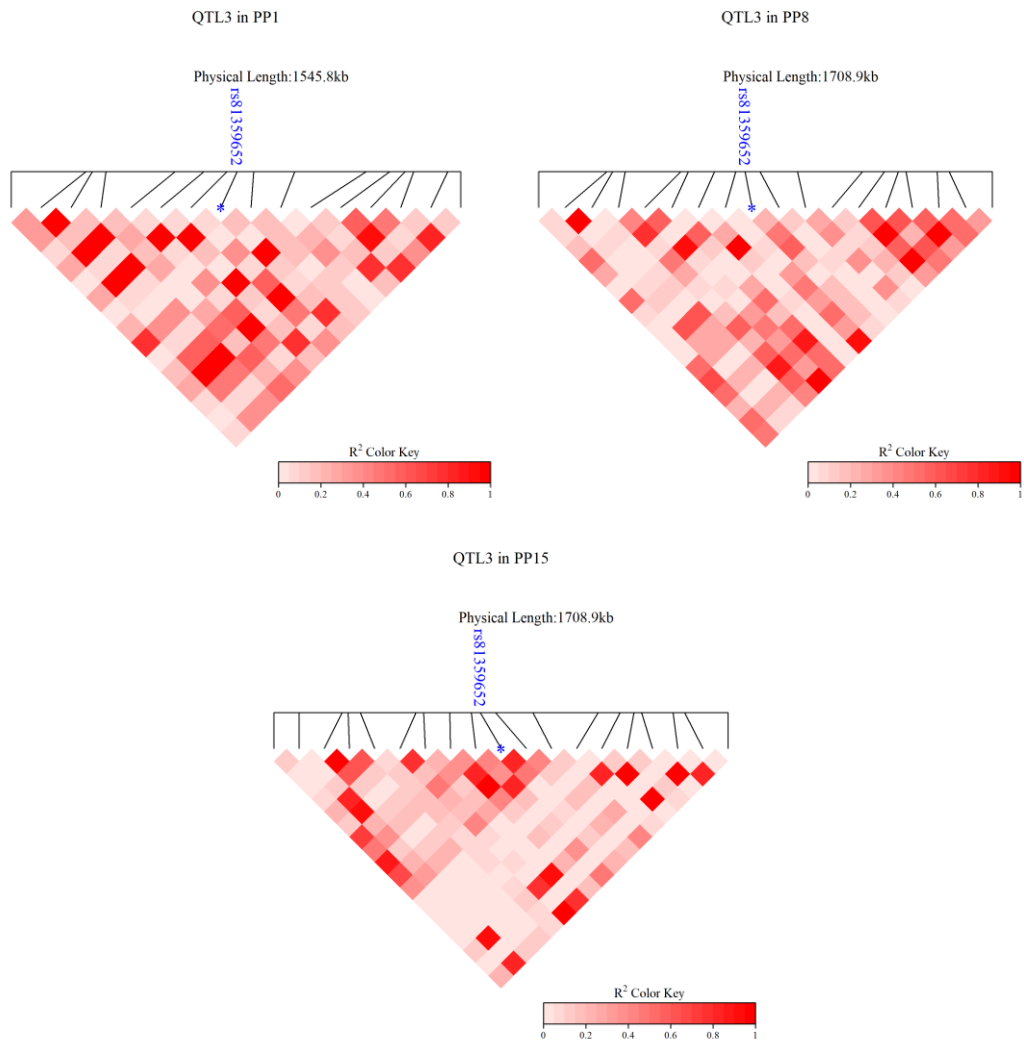 QTL3 in PP1
Physical Length:1545.8kb
rs81359652
*
R² Color Key
0 0.2 0.4 0.6 0.8 1
QTL3 in PP8
Physical Length:1708.9kb
rs81359652
*
R² Color Key
0 0.2 0.4 0.6 0.8 1
QTL3 in PP15
Physical Length:1708.9kb
rs81359652
*
R² Color Key
0 0.2 0.4 0.6 0.8 1